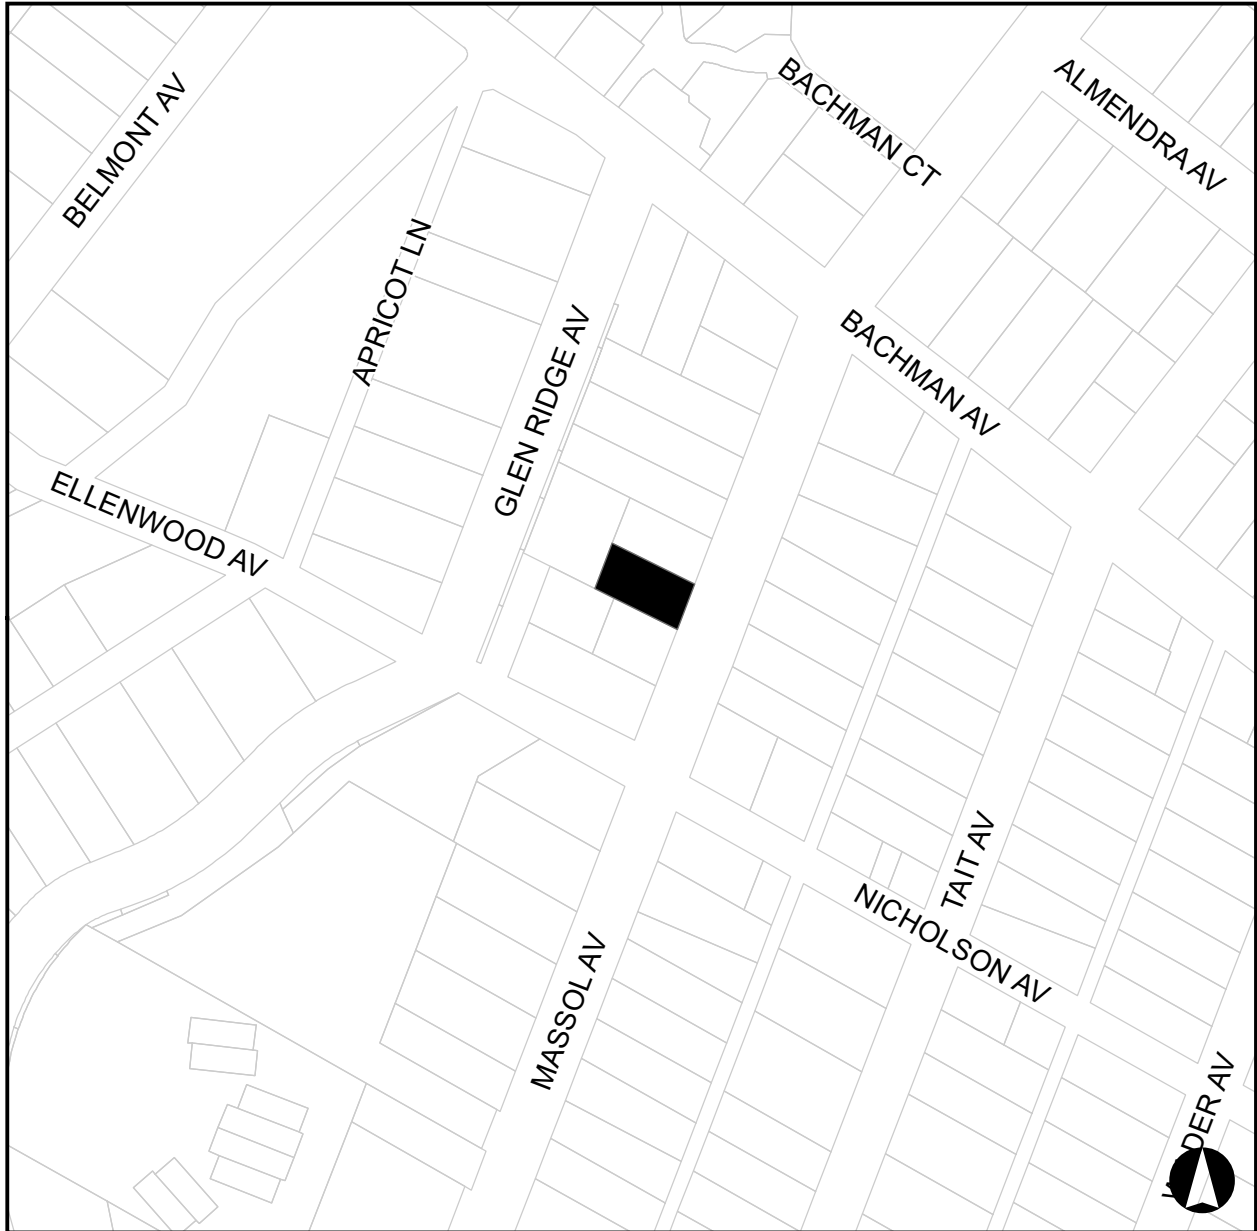 BELMONT AV
BACHMAN CT
ALMENDRA AV
APRICOT LN
GLEN RIDGE AV
BACHMAN AV
ELLENWOOD AV
TAIT AV
NICHOLSON AV
MASSOL AV